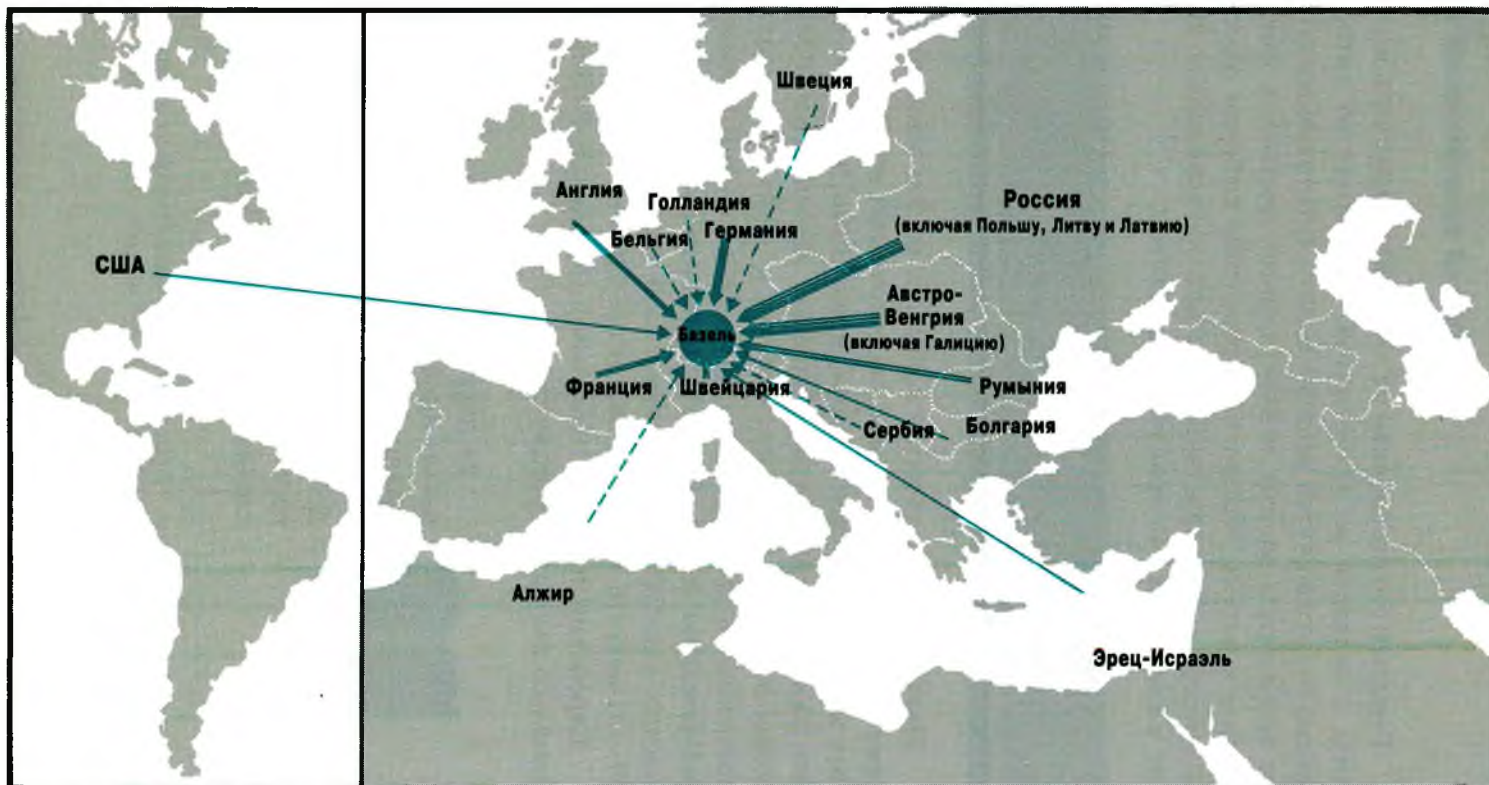 Швеция
Англия
Голландия
Россия
(включая Польшу, Литву и Латвию)
Бельгия
Германия
США
Австро-
Венгрия
(включая Галицию)
Базель
Франция
Швейцария
Румыния
Сербия
Болгария
Алжир
Эрец-Исраэль